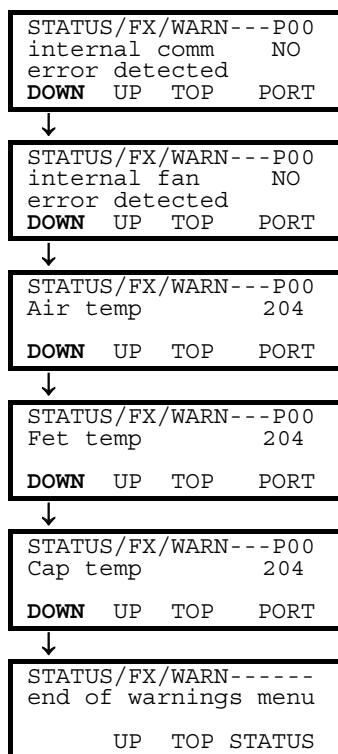 STATUS/FX/WARN---P00
internal comm NO
error detected
DOWN UP TOP PORT
↓
STATUS/FX/WARN---P00
internal fan NO
error detected
DOWN UP TOP PORT
↓
STATUS/FX/WARN---P00
Air temp 204
DOWN UP TOP PORT
↓
STATUS/FX/WARN---P00
Fet temp 204
DOWN UP TOP PORT
↓
STATUS/FX/WARN---P00
Cap temp 204
DOWN UP TOP PORT
↓
STATUS/FX/WARN------
end of warnings menu
UP TOP STATUS